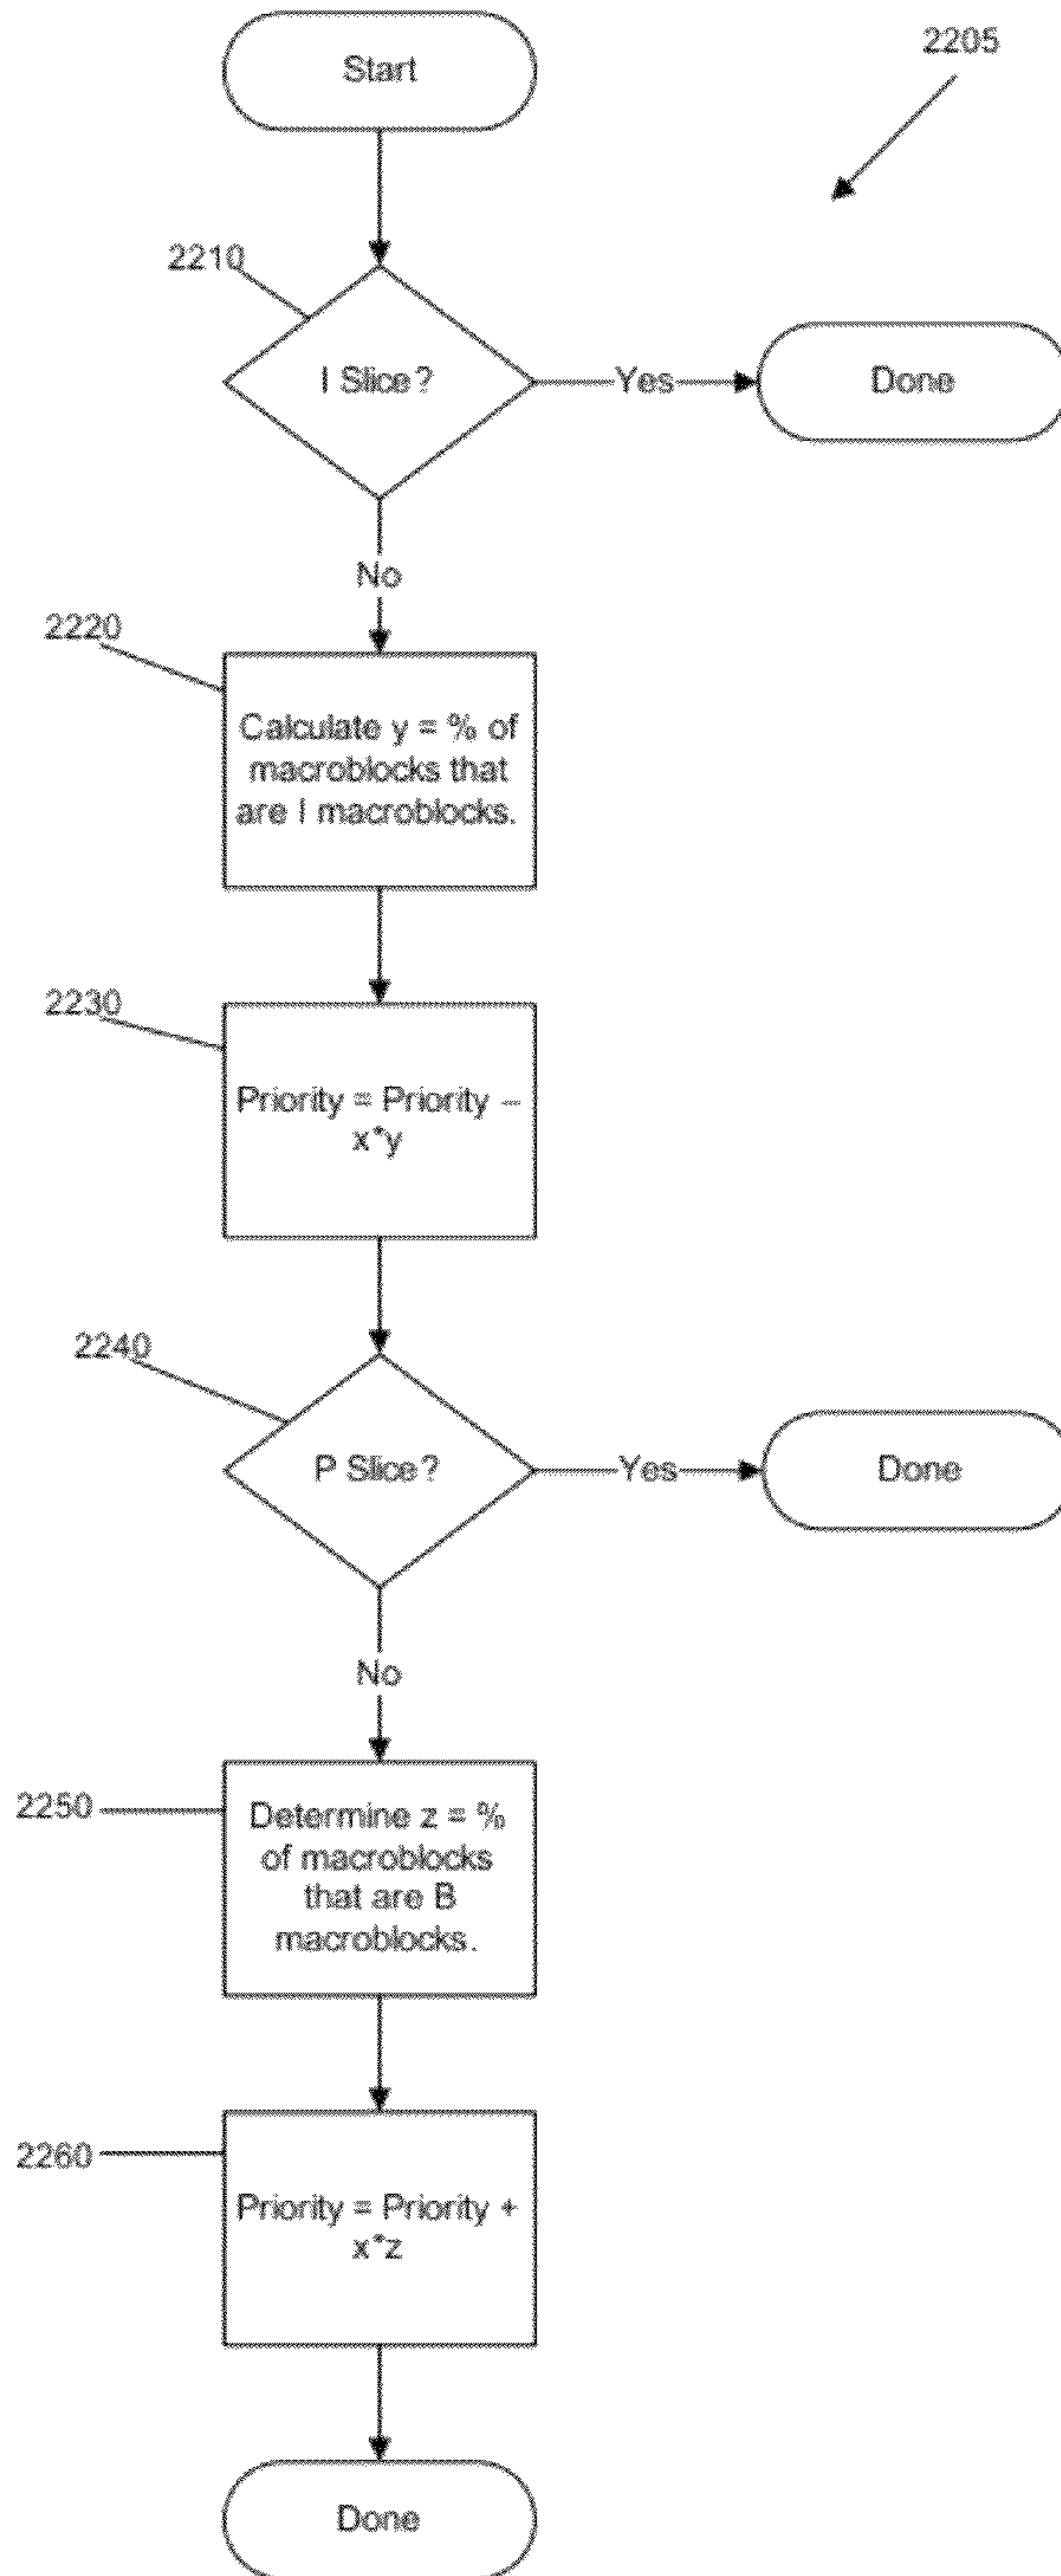 Start
2205
2210
I Slice?
Yes
Done
No
2220
Calculate y = % of
macroblocks that
are I macroblocks.
2230
Priority = Priority –
x*y
2240
P Slice?
Yes
Done
No
2250
Determine z = %
of macroblocks
that are B
macroblocks.
2260
Priority = Priority +
x*z
Done